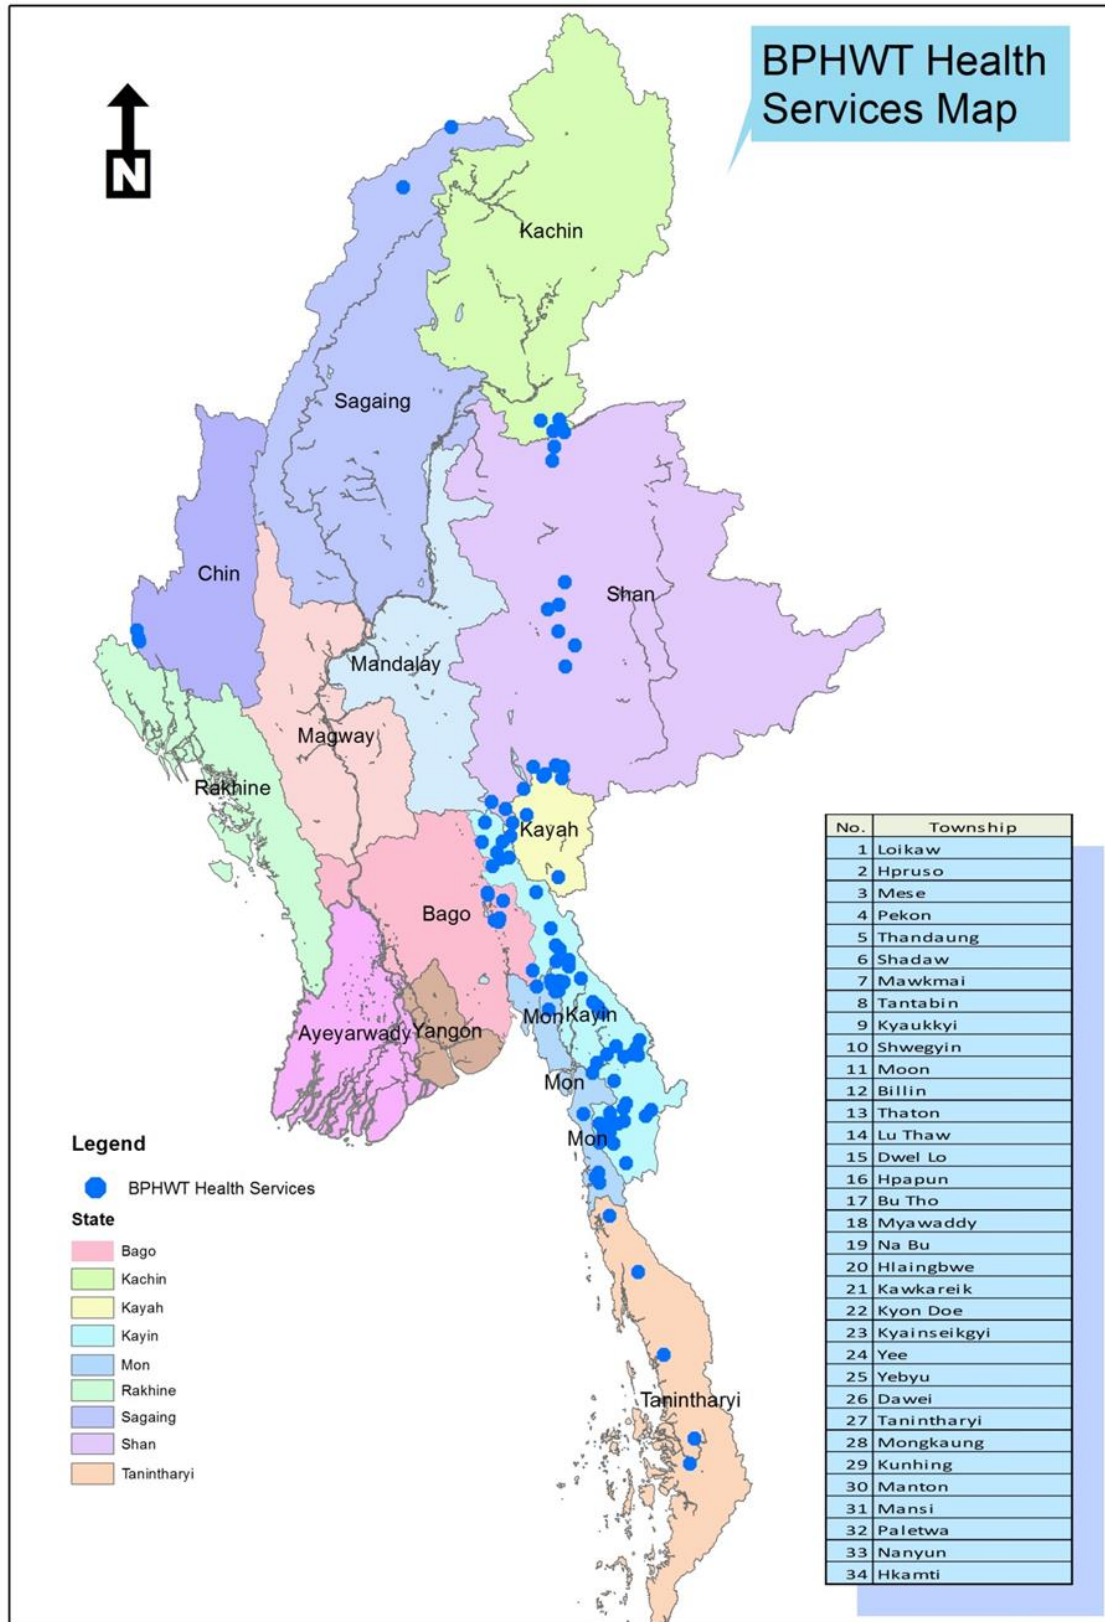 BPHWT Health
Services Map
N
Kachin
Sagaing
Chin
Shan
Mandalay
Magway
Rakhine
Kayah
Bago
Mon
Kayin
Ayeyarwady
Yangon
Mon
Mon
Tanintharyi
Legend
BPHWT Health Services
State
Bago
Kachin
Kayah
Kayin
Mon
Rakhine
Sagaing
Shan
Tanintharyi
No. Township
1 Loikaw
2 Hpruso
3 Mese
4 Pekon
5 Thandaung
6 Shadaw
7 Mawkmai
8 Tantabin
9 Kyaukkyi
10 Shwegyin
11 Moon
12 Billin
13 Thaton
14 Lu Thaw
15 Dwel Lo
16 Hpapun
17 Bu Tho
18 Myawaddy
19 Na Bu
20 Hlaingbwe
21 Kawkareik
22 Kyon Doe
23 Kyainseikgyi
24 Yee
25 Yebyu
26 Dawei
27 Tanintharyi
28 Mongkaung
29 Kunhing
30 Manton
31 Mansi
32 Paletwa
33 Nanyun
34 Hkamti